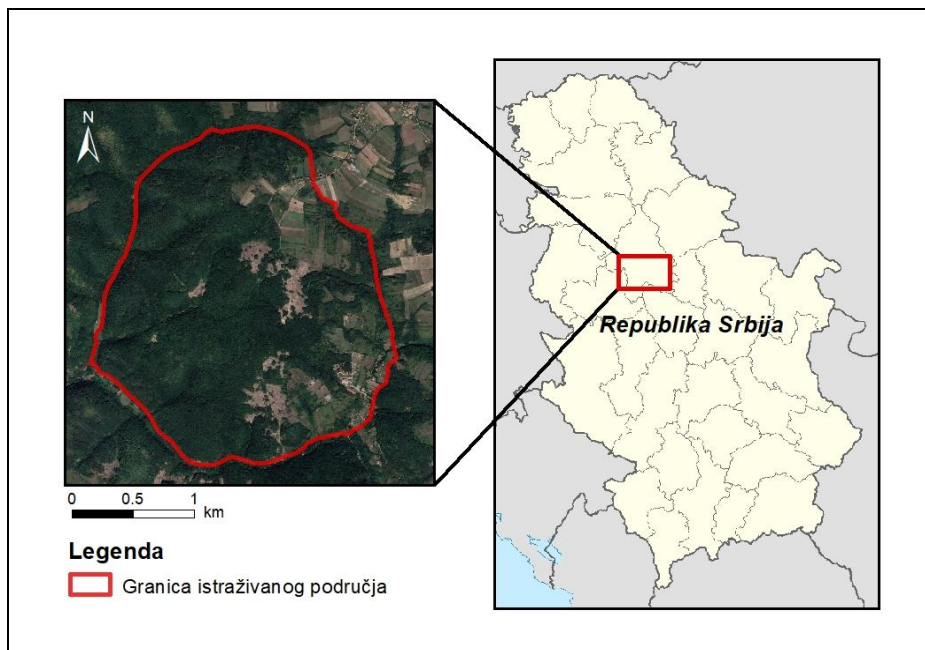 N
Republika Srbija
0 0.5 1
km
Legenda
Granica istraživanog područja